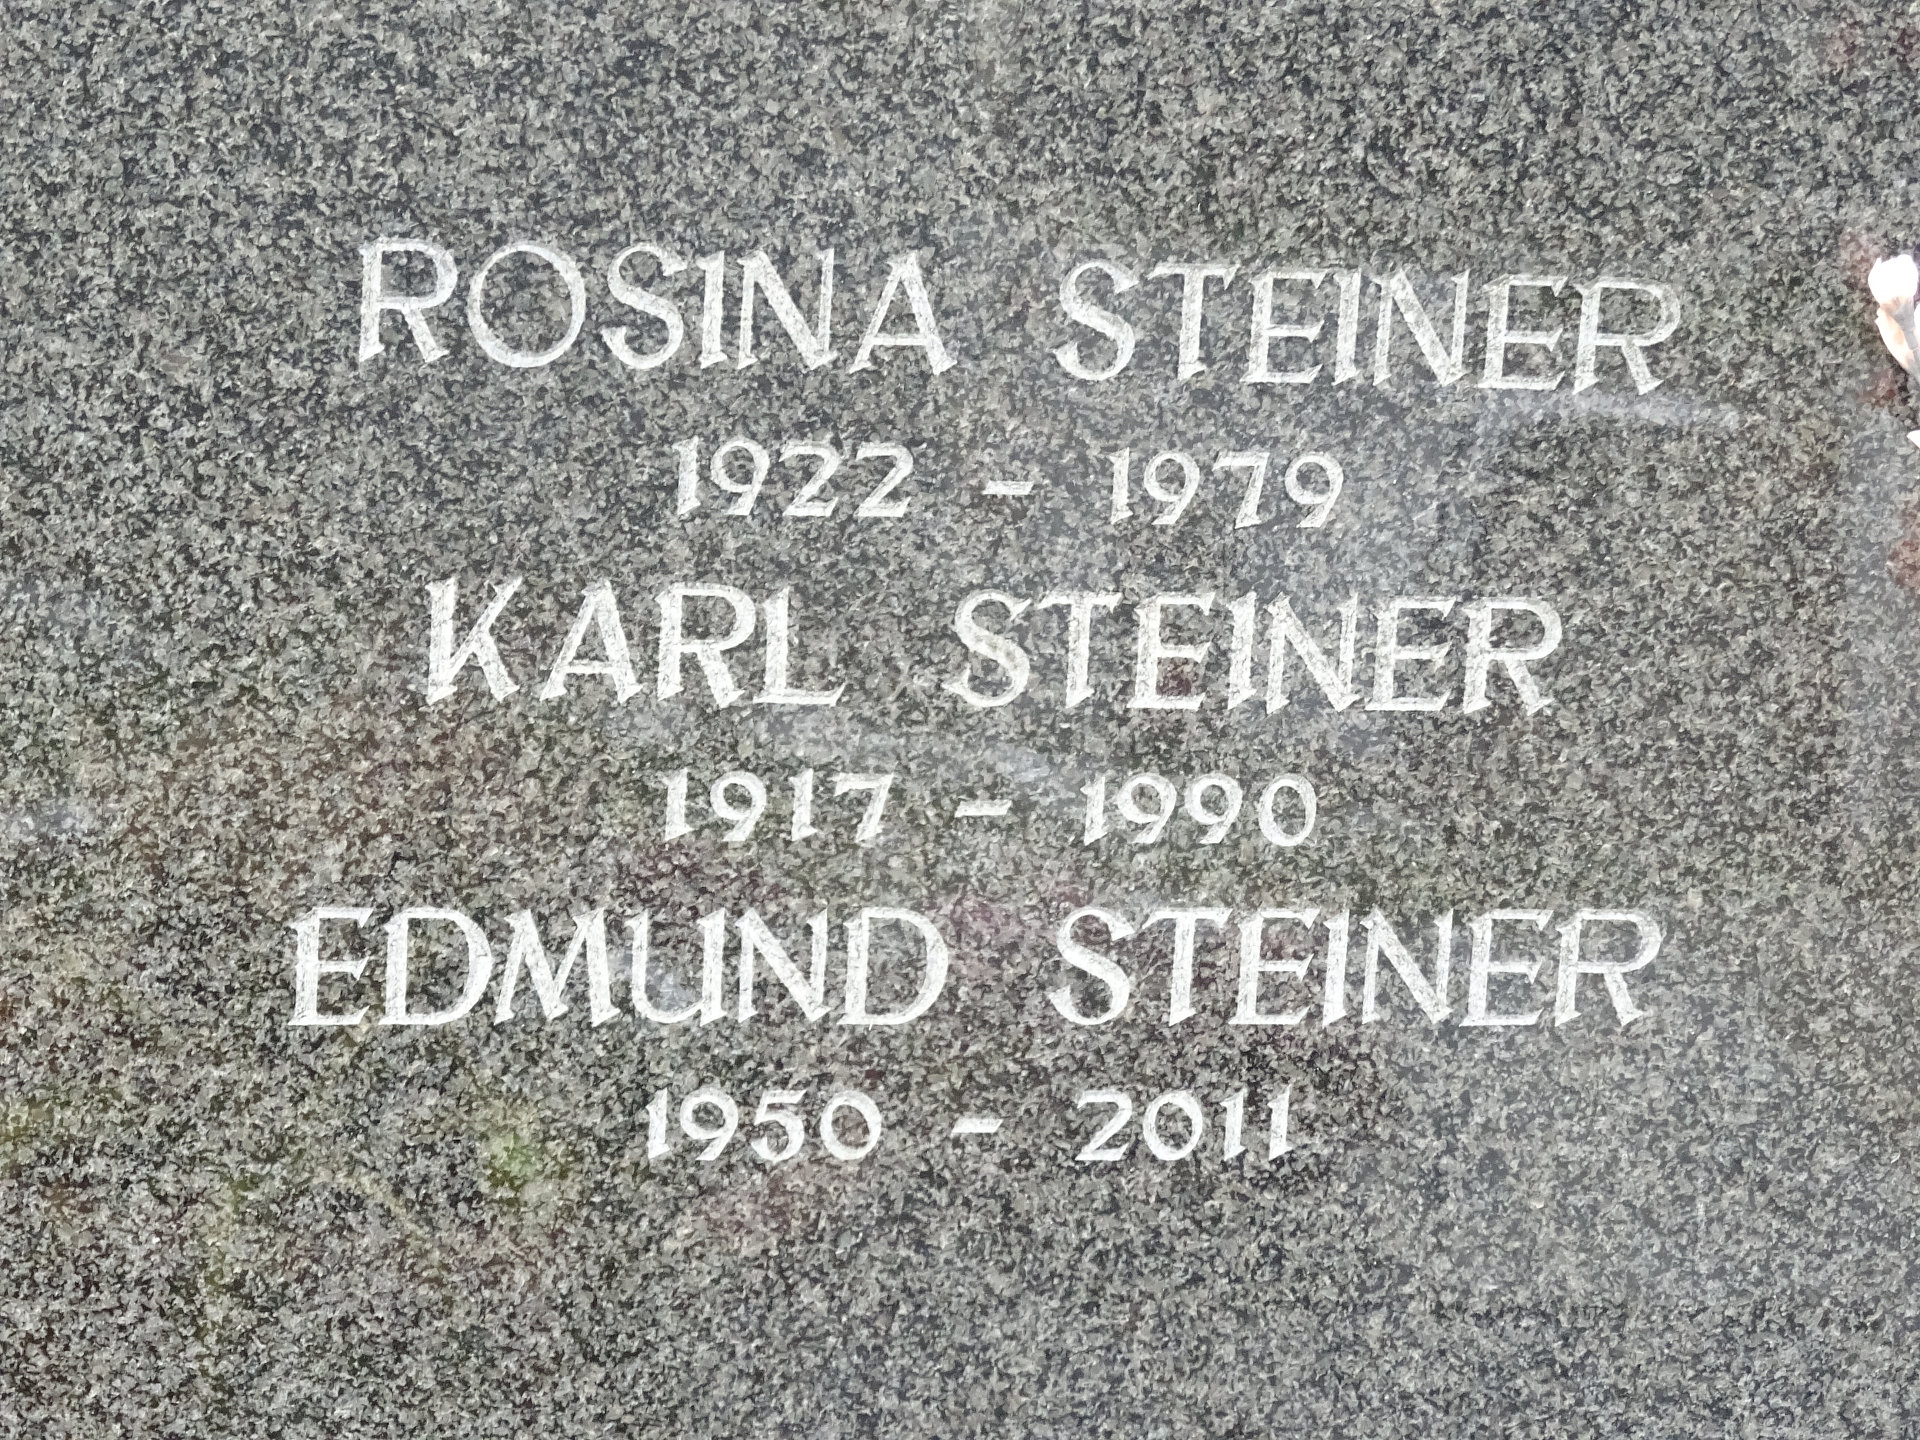 ROSINA STEINER
1922 - 1979
KARL STEINER
1917 - 1990
EDMUND STEINER
1950 - 2011